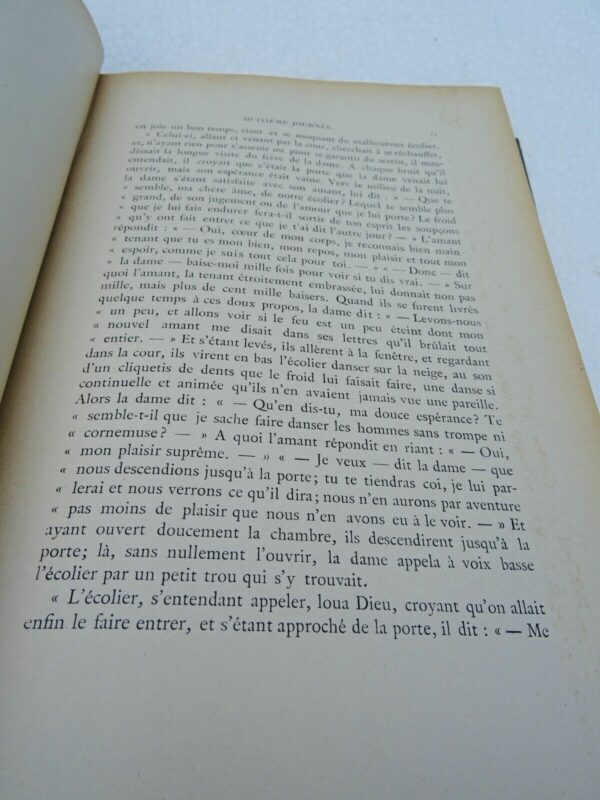 HUITIÈME JOURNÉE. 71
en joie un bon temps, riant et se moquant du malheureux écolier.
« Celui-ci, allant et venant par la cour, cherchait à se réchauffer,
et, n'ayant rien pour s'asseoir ou pour se garantir du serein, il mau-
dissait la longue visite du frère de la dame. A chaque bruit qu'il
entendait, il croyait que c'était la porte que la dame venait lui
ouvrir, mais son espérance était vaine. Vers le milieu de la nuit,
la dame s'étant satisfaite avec son amant, lui dit : « — Que te
« semble, ma chère âme, de notre écolier? Lequel te semble plus
« grand, de son jugement ou de l'amour que je lui porte? Le froid
« que je lui fais endurer fera-t-il sortir de ton esprit les soupçons
« qu'y ont fait entrer ce que je t'ai dit l'autre jour? — » L'amant
répondit : « — Oui, cœur de mon corps, je reconnais bien main
« tenant que tu es mon bien, mon repos, mon plaisir et tout mon
« espoir, comme je suis tout cela pour toi. — » « — Donc — dit
« la dame — baise-moi mille fois pour voir si tu dis vrai. — » Sur
quoi l'amant, la tenant étroitement embrassée, lui donnait non pas
mille, mais plus de cent mille baisers. Quand ils se furent livrés
quelque temps à ces doux propos, la dame dit : « — Levons-nous
« un peu, et allons voir si le feu est un peu éteint dont mon
« nouvel amant me disait dans ses lettres qu'il brûlait tout
« entier. — » Et s'étant levés, ils allèrent à la fenêtre, et regardant
dans la cour, ils virent en bas l'écolier danser sur la neige, au son
d'un cliquetis de dents que le froid lui faisait faire, une danse si
continuelle et animée qu'ils n'en avaient jamais vue une pareille.
Alors la dame dit : « — Qu'en dis-tu, ma douce espérance? Te
« semble-t-il que je sache faire danser les hommes sans trompe ni
« cornemuse? — » A quoi l'amant répondit en riant : « — Oui,
« mon plaisir suprême. — » « — Je veux — dit la dame — que
« nous descendions jusqu'à la porte; tu te tiendras coi, je lui par-
« lerai et nous verrons ce qu'il dira; nous n'en aurons par aventure
« pas moins de plaisir que nous n'en avons eu à le voir. — » Et
ayant ouvert doucement la chambre, ils descendirent jusqu'à la
porte; là, sans nullement l'ouvrir, la dame appela à voix basse
l'écolier par un petit trou qui s'y trouvait.
« L'écolier, s'entendant appeler, loua Dieu, croyant qu'on allait
enfin le faire entrer, et s'étant approché de la porte, il dit : « — Me